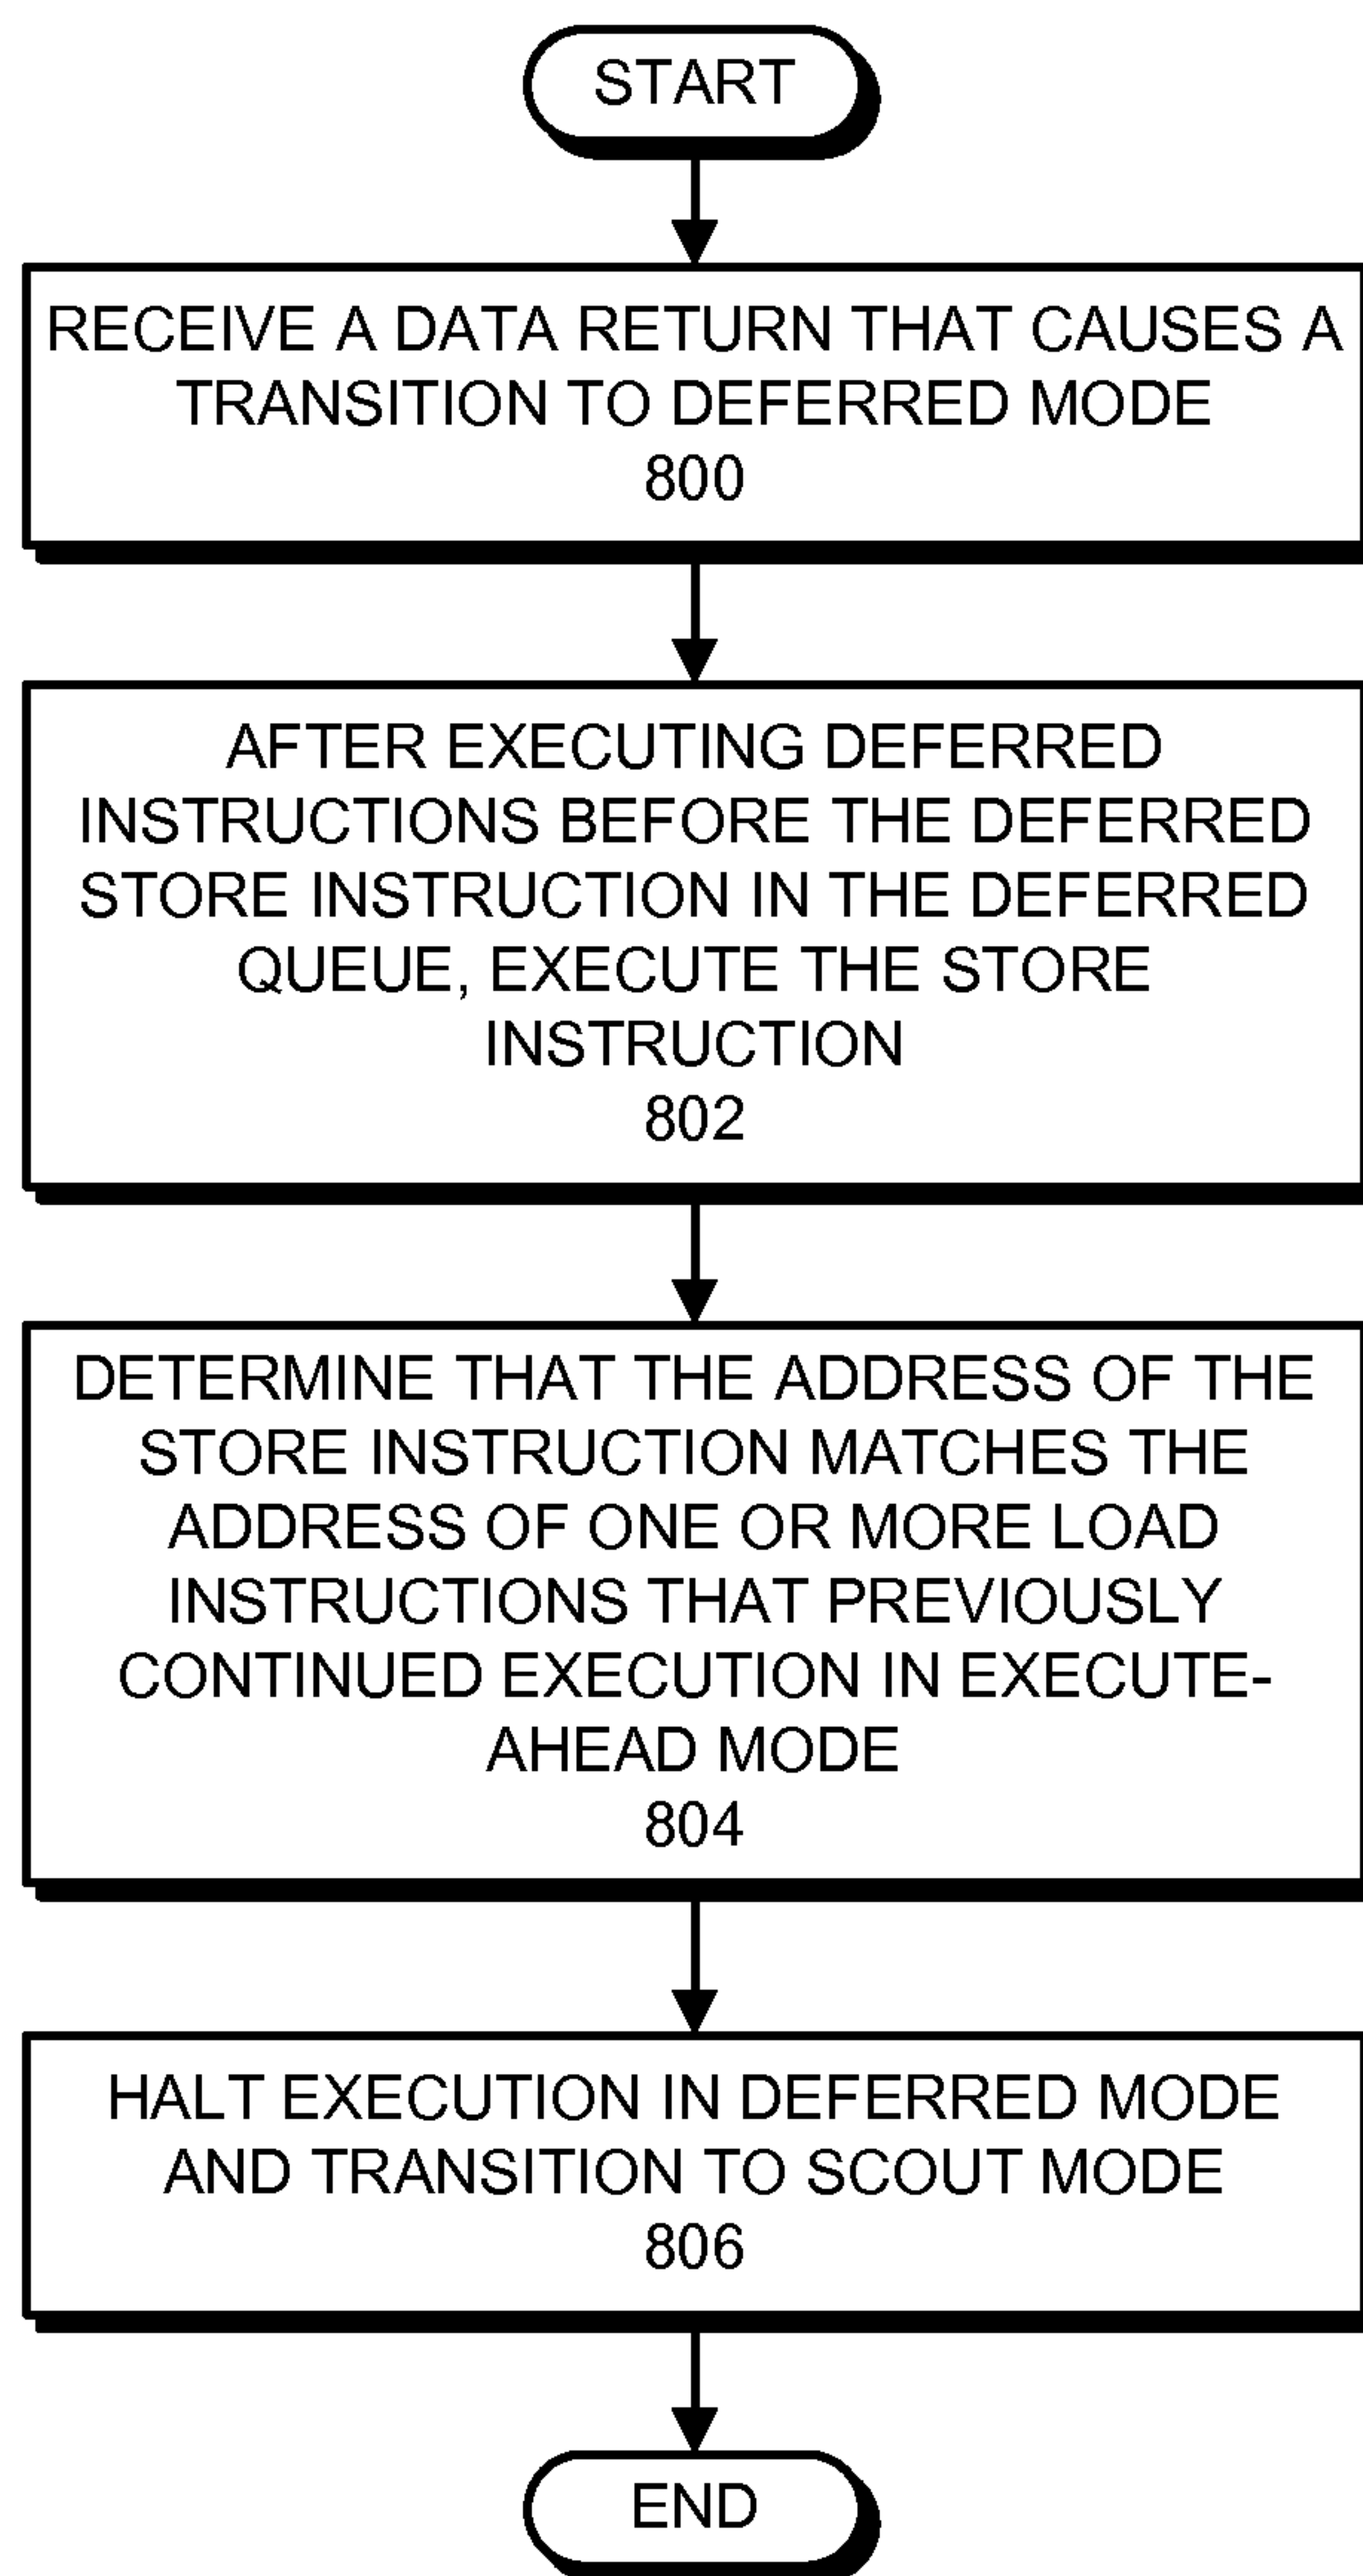 START
RECEIVE A DATA RETURN THAT CAUSES A
TRANSITION TO DEFERRED MODE
800
AFTER EXECUTING DEFERRED
INSTRUCTIONS BEFORE THE DEFERRED
STORE INSTRUCTION IN THE DEFERRED
QUEUE, EXECUTE THE STORE
INSTRUCTION
802
DETERMINE THAT THE ADDRESS OF THE
STORE INSTRUCTION MATCHES THE
ADDRESS OF ONE OR MORE LOAD
INSTRUCTIONS THAT PREVIOUSLY
CONTINUED EXECUTION IN EXECUTE-
AHEAD MODE
804
HALT EXECUTION IN DEFERRED MODE
AND TRANSITION TO SCOUT MODE
806
END